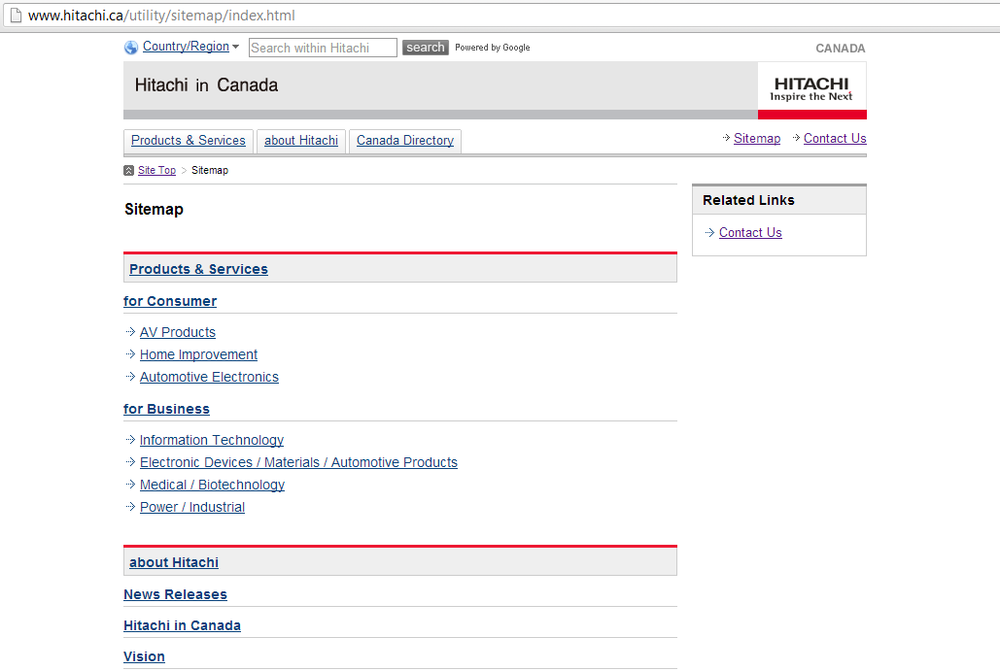 www.hitachi.ca/utility/sitemap/index.html
Country/Region Search within Hitachi search Powered by Google CANADA
Hitachi in Canada
HITACHI
Inspire the Next
Products & Services about Hitachi Canada Directory Sitemap Contact Us
Site Top > Sitemap
Sitemap
Related Links
Contact Us
Products & Services
for Consumer
AV Products
Home Improvement
Automotive Electronics
for Business
Information Technology
Electronic Devices / Materials / Automotive Products
Medical / Biotechnology
Power / Industrial
about Hitachi
News Releases
Hitachi in Canada
Vision